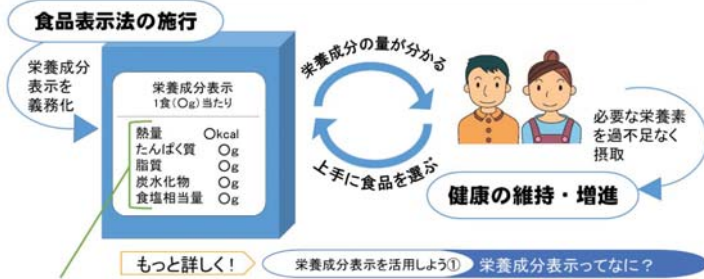 食品表示法の施行
栄養成分
表示を
義務化
栄養成分表示
1食(○g)当たり
熱量 ○kcal
たんぱく質 ○g
脂質 ○g
炭水化物 ○g
食塩相当量 ○g
栄養成分の量が分かる
上手に食品を選ぶ
必要な栄養素
を過不足なく
摂取
健康の維持・増進
もっと詳しく!
栄養成分表示を活用しよう① 栄養成分表示ってなに?